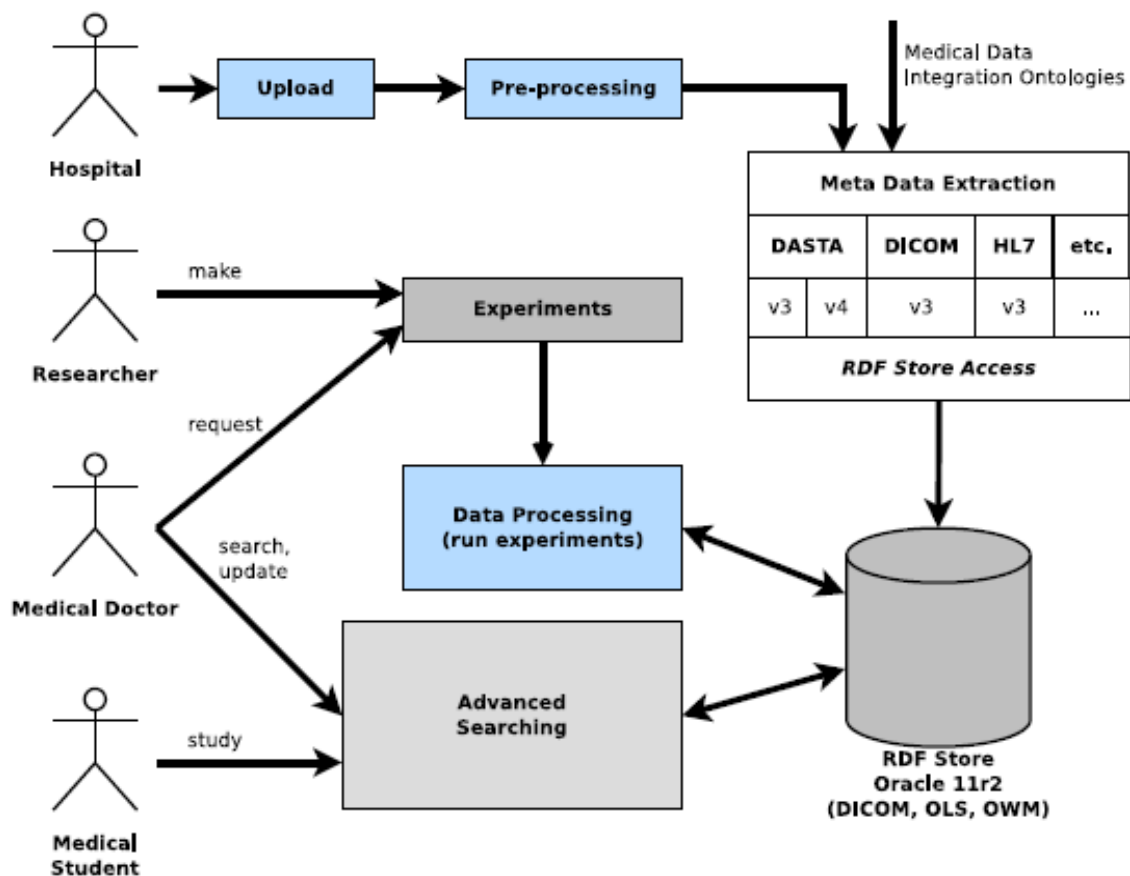 Hospital
Upload
Pre-processing
Medical Data
Integration Ontologies
Meta Data Extraction
DASTA
DICOM
HL7
etc.
v3
v4
v3
v3
...
RDF Store Access
Researcher
make
Experiments
request
Medical Doctor
search,
update
Data Processing
(run experiments)
Advanced
Searching
study
Medical
Student
RDF Store
Oracle 11r2
(DICOM, OLS, OWM)